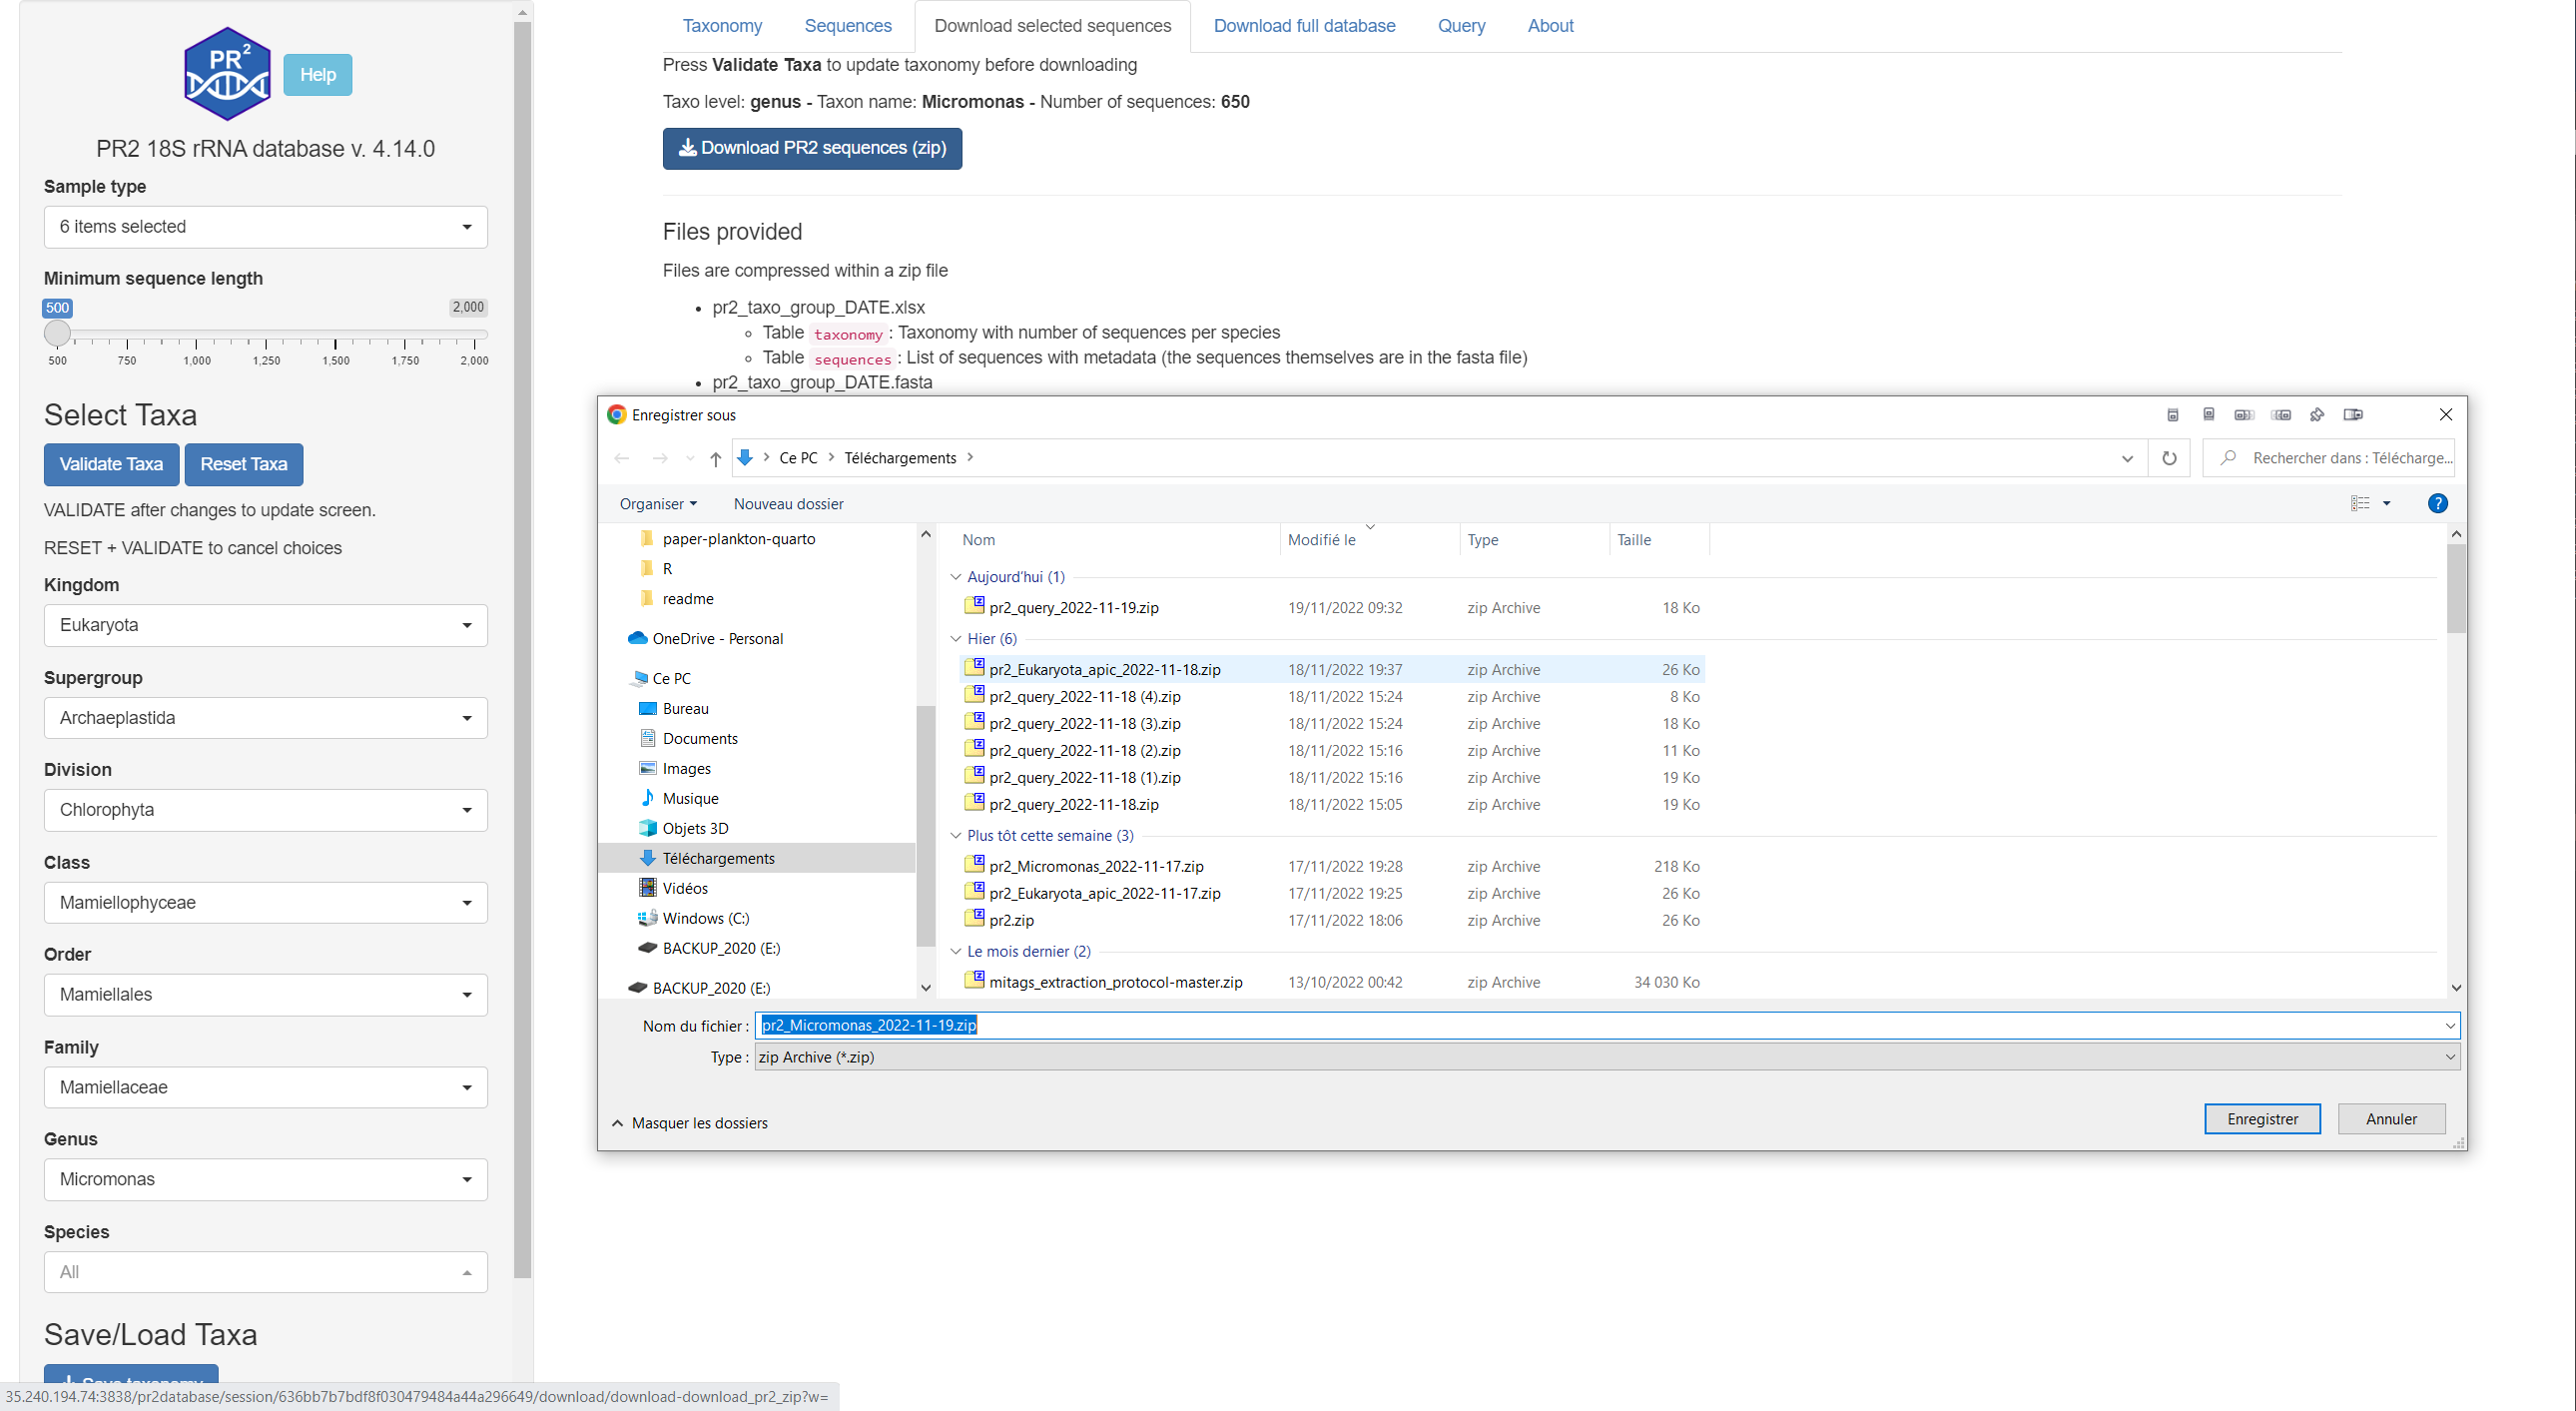 PR2
Help
PR2 18S rRNA database v. 4.14.0
Sample type
6 items selected
Minimum sequence length
500 2,000
500 750 1,000 1,250 1,500 1,750 2,000
Select Taxa
Validate Taxa Reset Taxa
VALIDATE after changes to update screen.
RESET + VALIDATE to cancel choices
Kingdom
Eukaryota
Supergroup
Archaeplastida
Division
Chlorophyta
Class
Mamiellophyceae
Order
Mamiellales
Family
Mamiellaceae
Genus
Micromonas
Species
All
Save/Load Taxa
Save taxonomy
35.240.194.74:3838/pr2database/session/636bb7b7bdf8f030479484a44a296649/download/download-download_pr2_zip?w=
Taxonomy Sequences Download selected sequences Download full database Query About
Press Validate Taxa to update taxonomy before downloading
Taxo level: genus - Taxon name: Micromonas - Number of sequences: 650
Download PR2 sequences (zip)
Files provided
Files are compressed within a zip file
pr2_taxo_group_DATE.xlsx
Table taxonomy : Taxonomy with number of sequences per species
Table sequences : List of sequences with metadata (the sequences themselves are in the fasta file)
pr2_taxo_group_DATE.fasta
Enregistrer sous
Ce PC > Téléchargements >
Rechercher dans : Télécharge...
Organiser Nouveau dossier
paper-plankton-quarto
R
readme
OneDrive - Personal
Ce PC
Bureau
Documents
Images
Musique
Objets 3D
Téléchargements
Vidéos
Windows (C:)
BACKUP_2020 (E:)
BACKUP_2020 (E:)
Nom Modifié le Type Taille
Aujourd'hui (1)
pr2_query_2022-11-19.zip 19/11/2022 09:32 zip Archive 18 Ko
Hier (6)
pr2_Eukaryota_apic_2022-11-18.zip 18/11/2022 19:37 zip Archive 26 Ko
pr2_query_2022-11-18 (4).zip 18/11/2022 15:24 zip Archive 8 Ko
pr2_query_2022-11-18 (3).zip 18/11/2022 15:24 zip Archive 18 Ko
pr2_query_2022-11-18 (2).zip 18/11/2022 15:16 zip Archive 11 Ko
pr2_query_2022-11-18 (1).zip 18/11/2022 15:16 zip Archive 19 Ko
pr2_query_2022-11-18.zip 18/11/2022 15:05 zip Archive 19 Ko
Plus tôt cette semaine (3)
pr2_Micromonas_2022-11-17.zip 17/11/2022 19:28 zip Archive 218 Ko
pr2_Eukaryota_apic_2022-11-17.zip 17/11/2022 19:25 zip Archive 26 Ko
pr2.zip 17/11/2022 18:06 zip Archive 26 Ko
Le mois dernier (2)
mitags_extraction_protocol-master.zip 13/10/2022 00:42 zip Archive 34 030 Ko
Nom du fichier : pr2_Micromonas_2022-11-19.zip
Type : zip Archive (*.zip)
Masquer les dossiers
Enregistrer Annuler